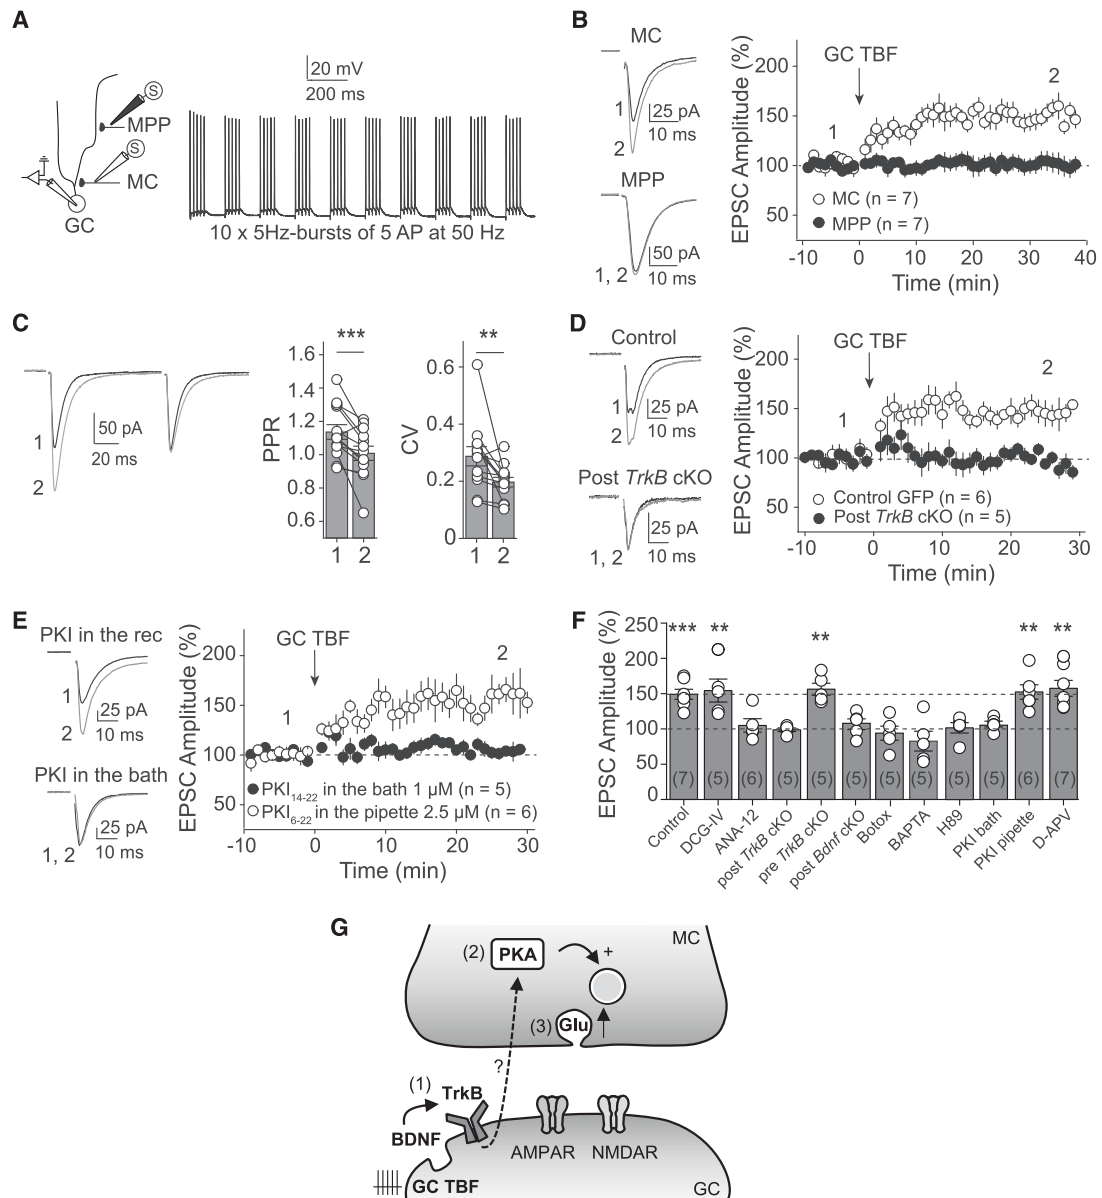 A
20 mV
200 ms
S
MPP
S
MC
GC
10 x 5Hz-bursts of 5 AP at 50 Hz
B
MC
1
2
25 pA
10 ms
MPP
50 pA
10 ms
1, 2
EPSC Amplitude (%)
200
150
100
50
GC TBF
1
2
MC (n = 7)
MPP (n = 7)
-10 0 10 20 30 40
Time (min)
C
1
2
50 pA
20 ms
***
PPR
1.6
1.4
1.2
1.0
0.8
0.6
1 2
**
CV
0.6
0.4
0.2
0
1 2
D
Control
1
2
25 pA
10 ms
Post TrkB cKO
25 pA
10 ms
1, 2
EPSC Amplitude (%)
200
150
100
50
GC TBF
1
2
Control GFP (n = 6)
Post TrkB cKO (n = 5)
-10 0 10 20 30
Time (min)
E
PKI in the rec
1
2
25 pA
10 ms
PKI in the bath
25 pA
10 ms
1, 2
EPSC Amplitude (%)
200
150
100
50
GC TBF
1
2
PKI14-22 in the bath 1 μM (n = 5)
PKI6-22 in the pipette 2.5 μM (n = 6)
-10 0 10 20 30
Time (min)
F
EPSC Amplitude (%)
250
200
150
100
50
0
*** ** ** ** **
(7) (5) (6) (5) (5) (5) (5) (5) (5) (5) (6) (7)
Control
DCG-IV
ANA-12
post TrkB cKO
pre TrkB cKO
post Bdnf cKO
Botox
BAPTA
H89
PKI bath
PKI pipette
D-APV
G
MC
(2) PKA +
(3) Glu
?
(1)
TrkB
BDNF
AMPAR NMDAR
GC TBF
GC